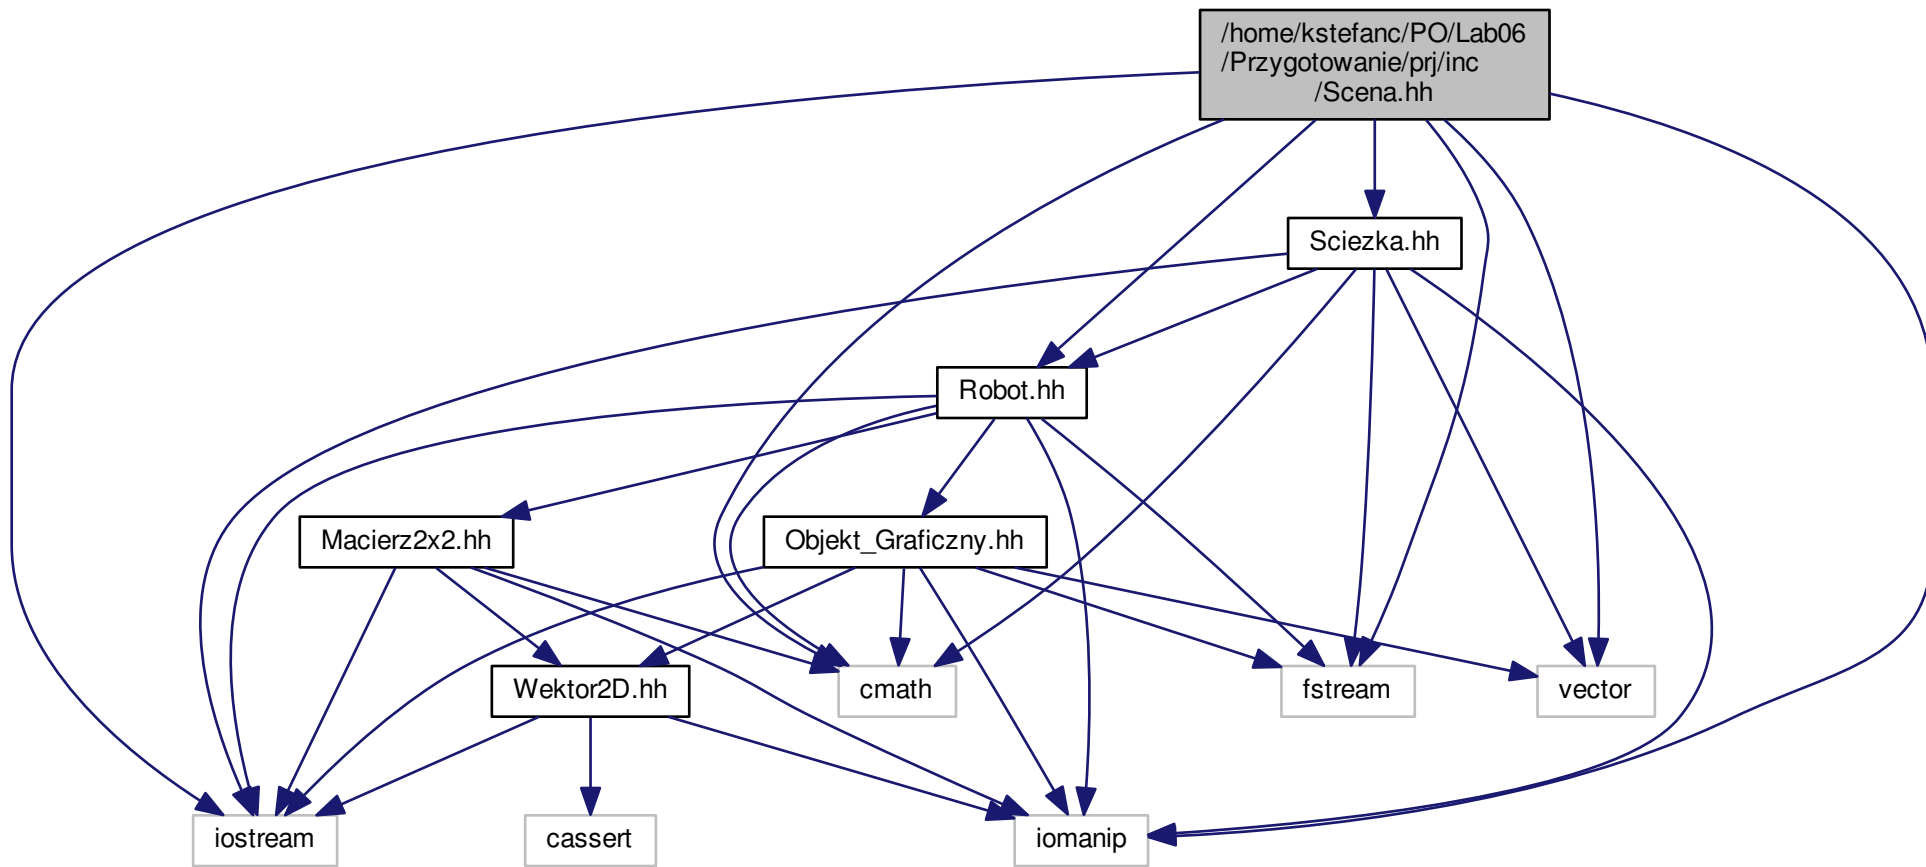 /home/kstefanc/PO/Lab06
/Przygotowanie/prj/inc
/Scena.hh
Sciezka.hh
Robot.hh
Macierz2x2.hh
Objekt_Graficzny.hh
Wektor2D.hh
cmath
fstream
vector
iostream
cassert
iomanip